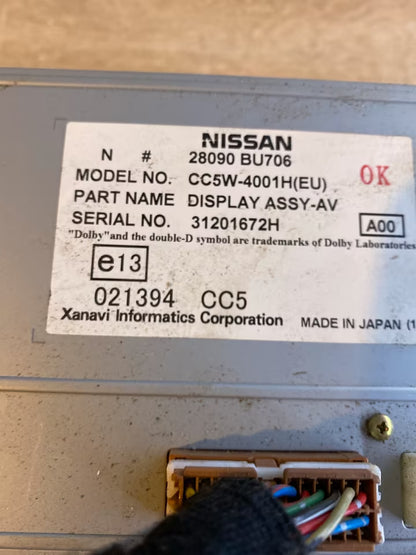 NISSAN
N # 28090 BU706
MODEL NO. CC5W-4001H(EU) OK
PART NAME DISPLAY ASSY-AV
SERIAL NO. 31201672H A00
"Dolby"and the double-D symbol are trademarks of Dolby Laboratories
e13
021394 CC5
Xanavi Informatics Corporation MADE IN JAPAN (1